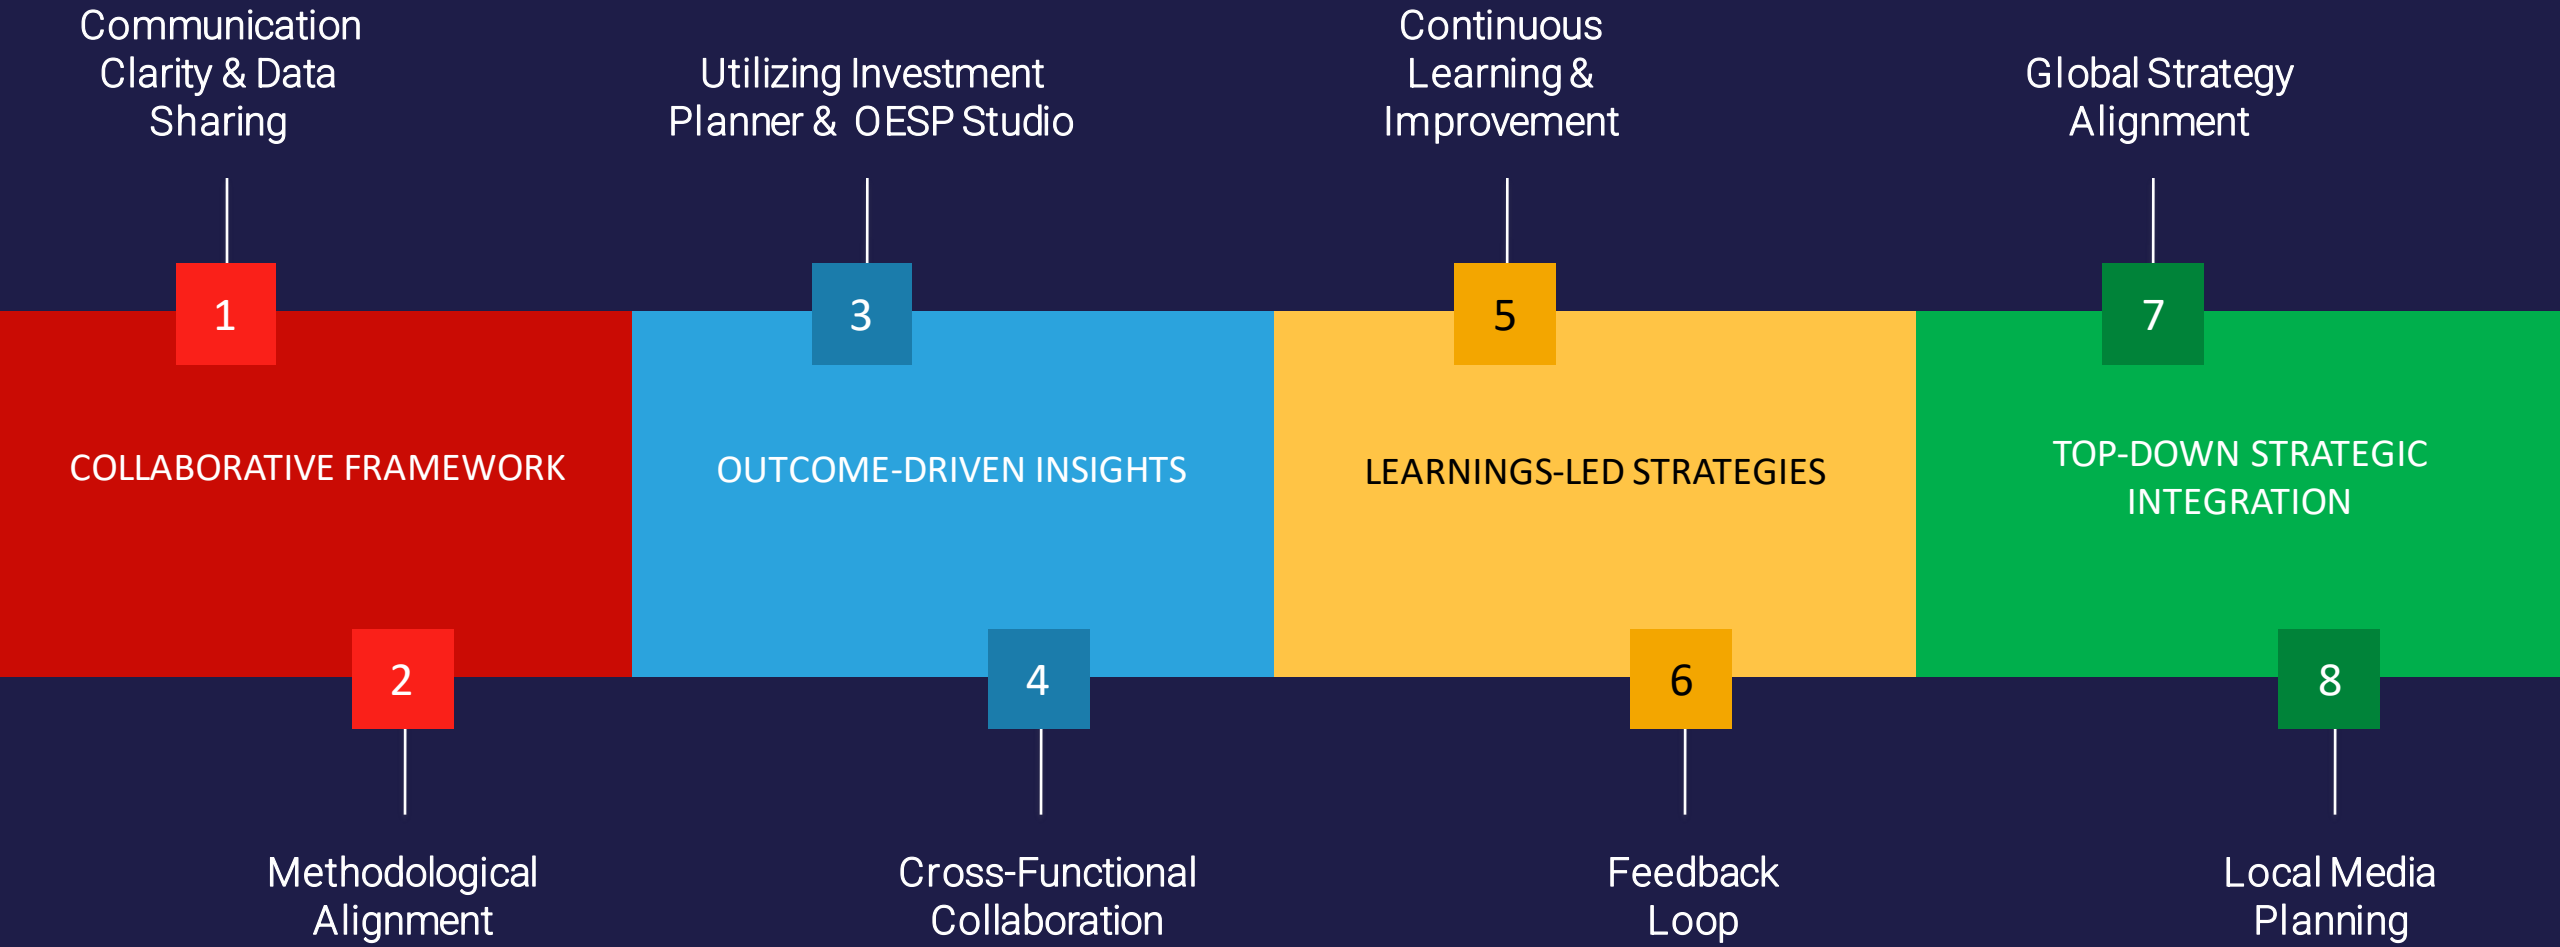 Communication
Clarity & Data
Sharing
Utilizing Investment
Planner & OESP Studio
Continuous
Learning &
Improvement
Global Strategy
Alignment
1
3
5
7
COLLABORATIVE FRAMEWORK
OUTCOME-DRIVEN INSIGHTS
LEARNINGS-LED STRATEGIES
TOP-DOWN STRATEGIC
INTEGRATION
2
4
6
8
Methodological
Alignment
Cross-Functional
Collaboration
Feedback
Loop
Local Media
Planning